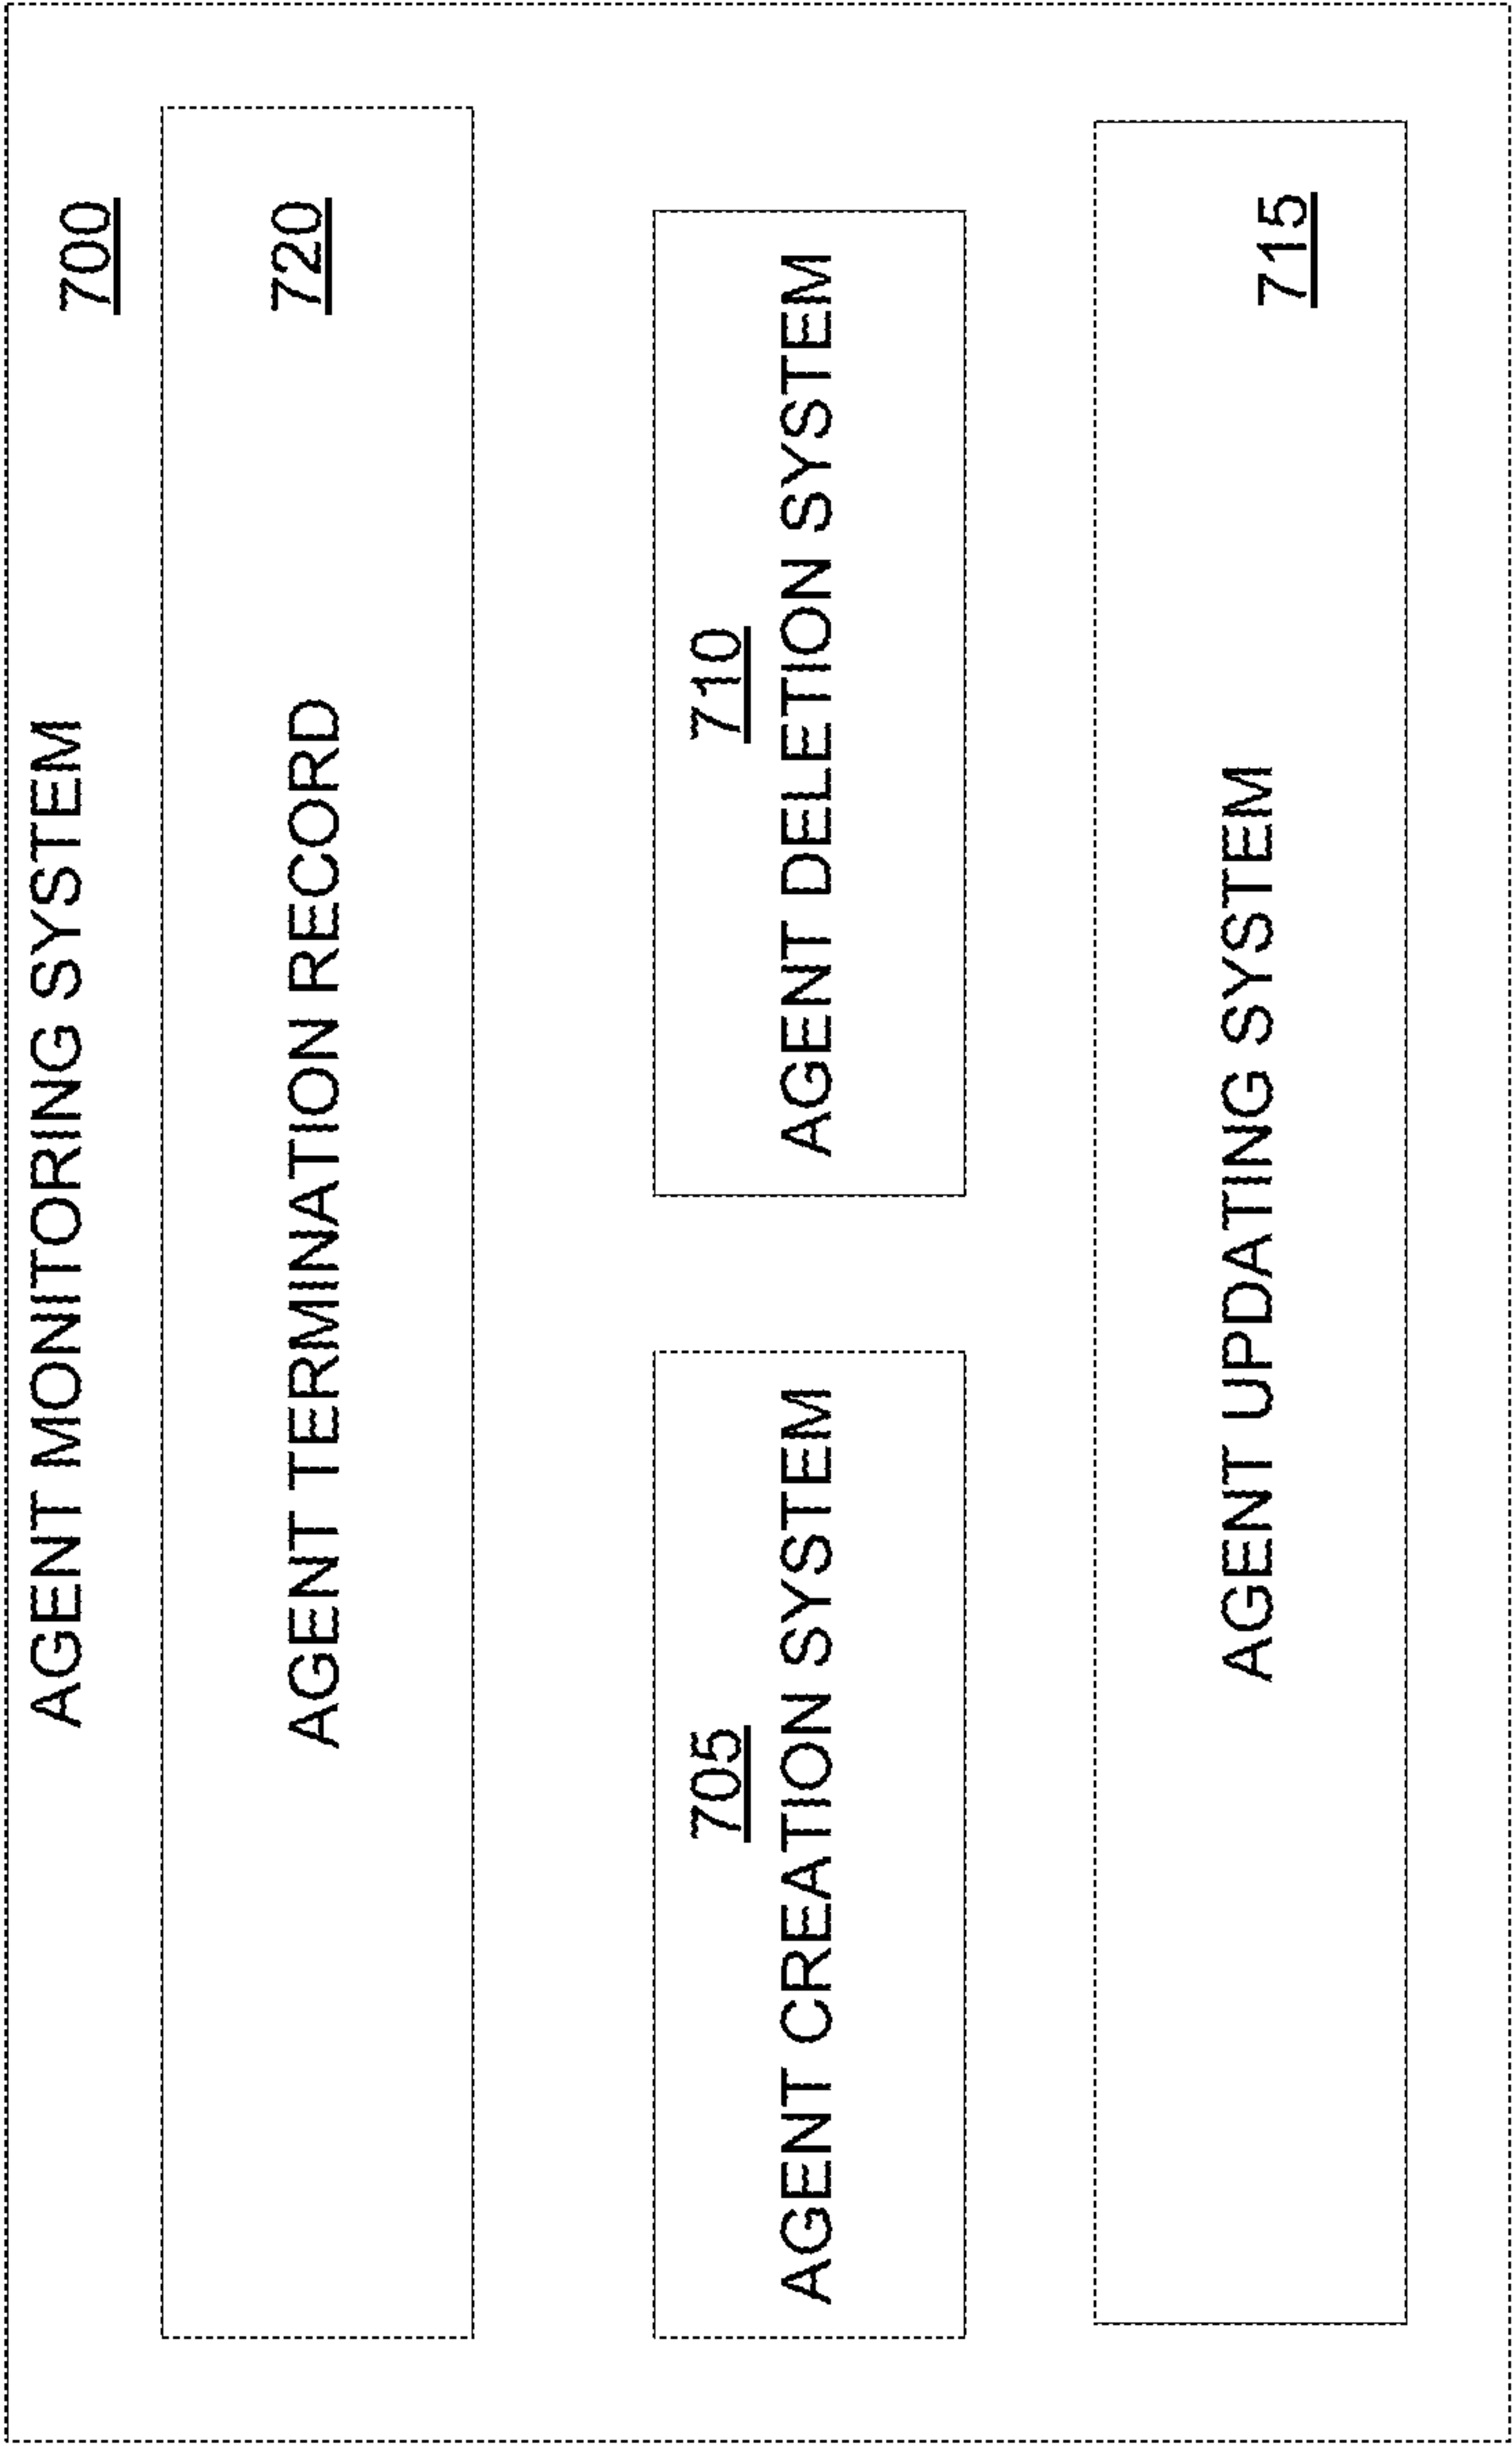 AGENT MONITORING SYSTEM
700
AGENT TERMINATION RECORD
720
705
AGENT CREATION SYSTEM
710
AGENT DELETION SYSTEM
AGENT UPDATING SYSTEM
715